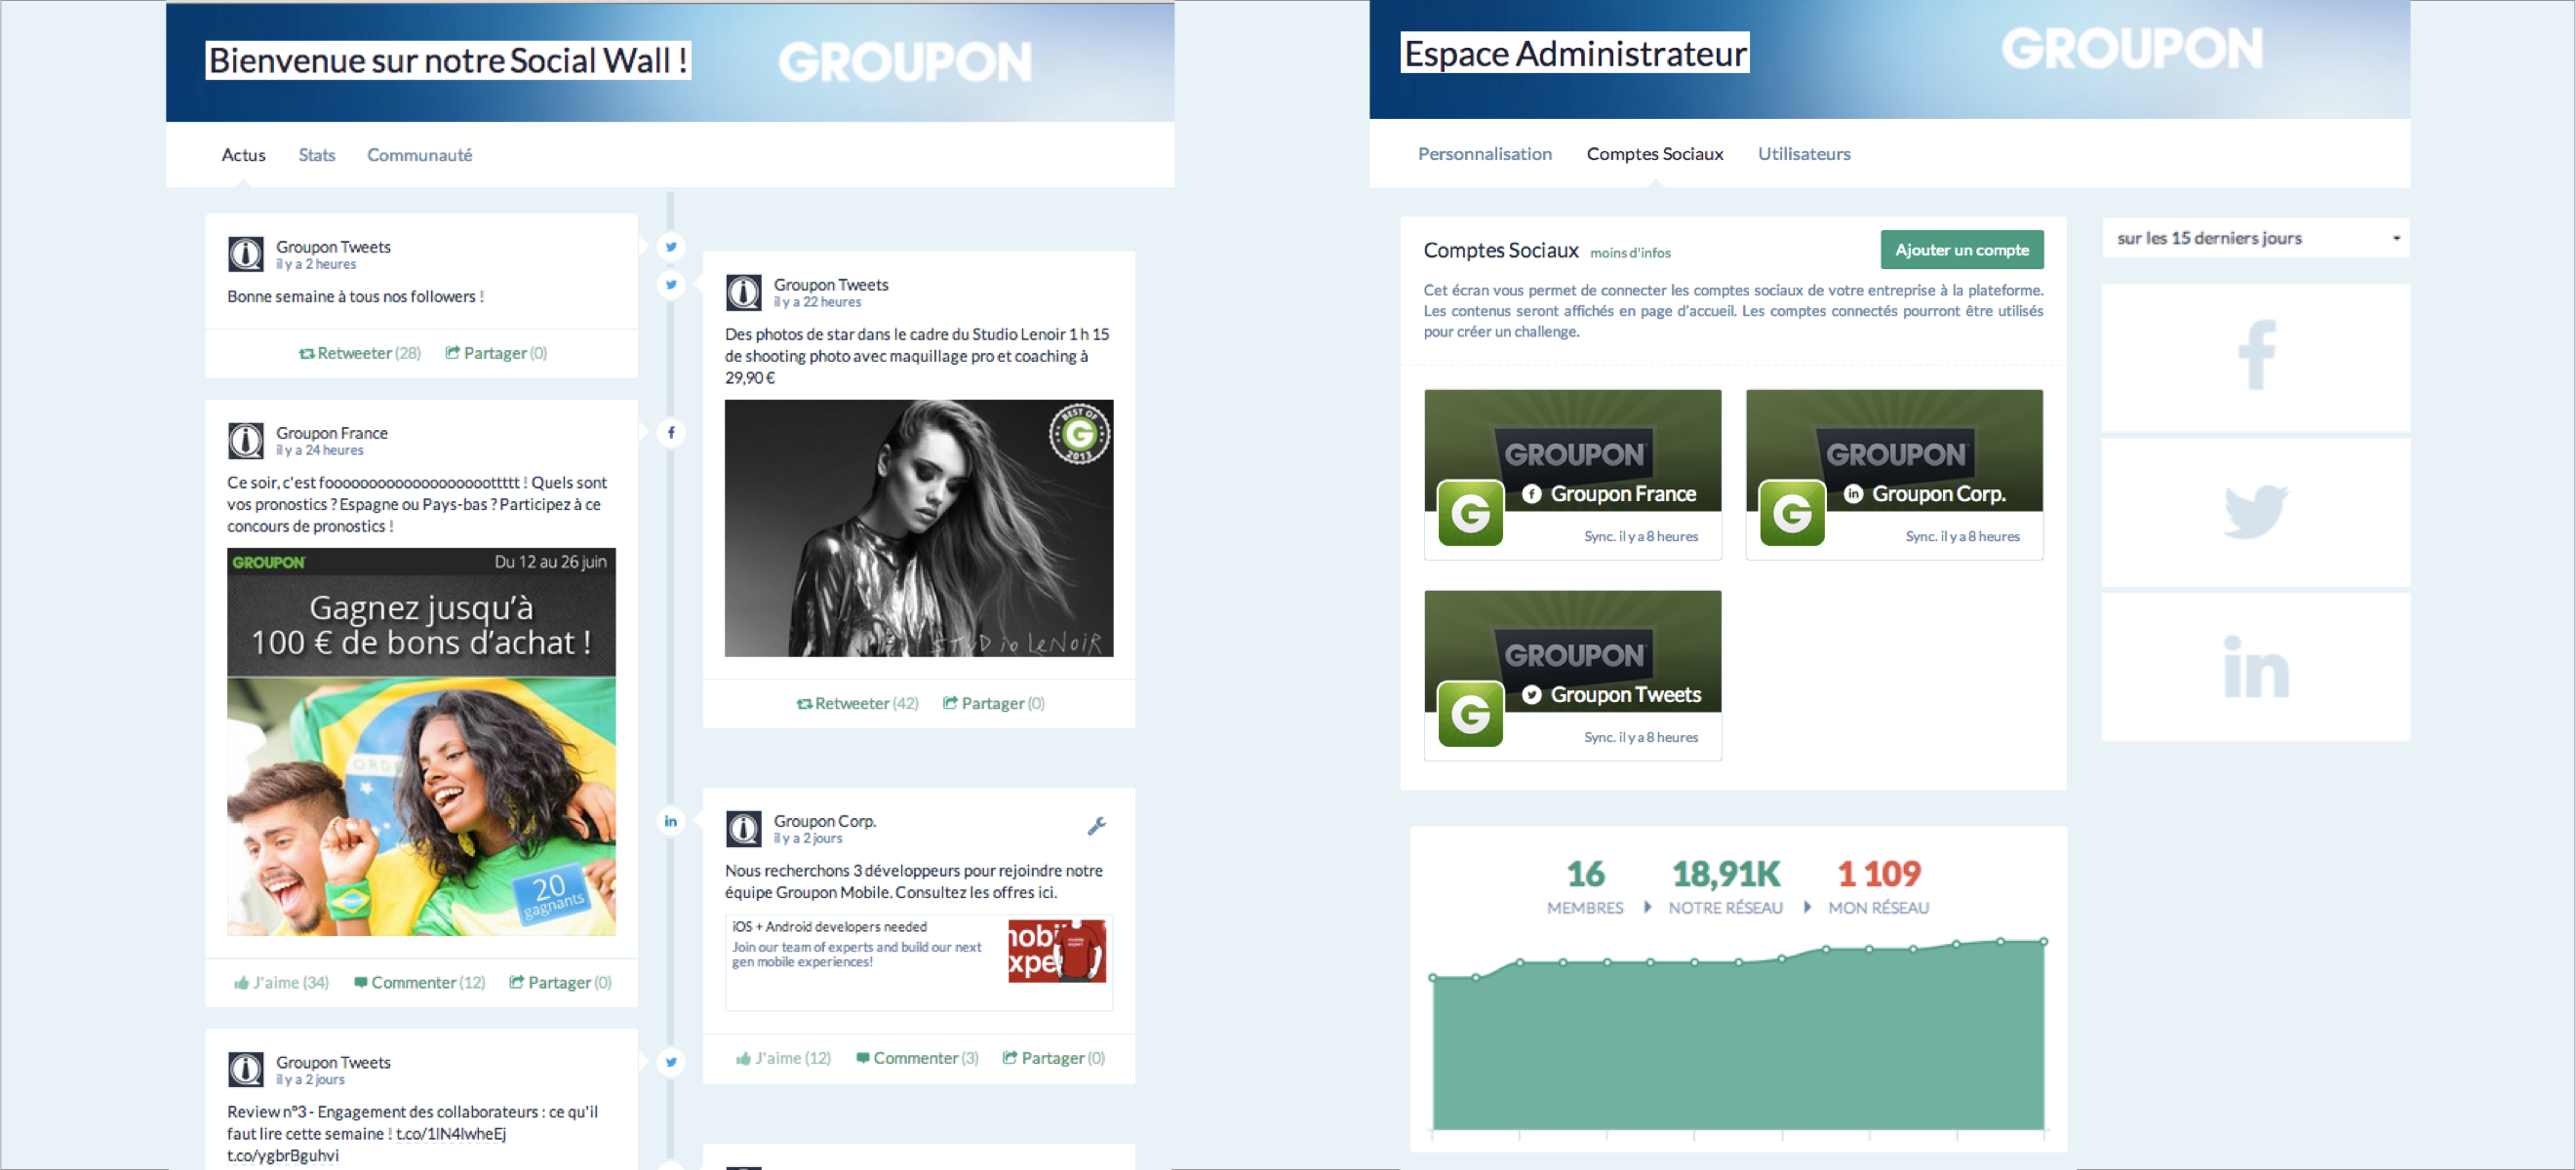 Bienvenue sur notre Social Wall !
GROUPON
Actus
Stats
Communauté
Groupon Tweets
il y a 2 heures
Bonne semaine à tous nos followers !
Retweeter (28)
Partager (0)
Groupon France
il y a 24 heures
Ce soir, c'est foooooooooooooooooootttttt ! Quels sont
vos pronostics ? Espagne ou Pays-bas ? Participez à ce
concours de pronostics !
GROUPON
Du 12 au 26 juin
Gagnez jusqu'à
100 € de bons d'achat !
ORDE
20
gagnants
J'aime (34)
Commenter (12)
Partager (0)
Groupon Tweets
il y a 2 jours
Review n°3 - Engagement des collaborateurs : ce qu'il
faut lire cette semaine ! t.co/1lN4lwheEj
t.co/ygbrBguhvi
Groupon Tweets
il y a 22 heures
Des photos de star dans le cadre du Studio Lenoir 1 h 15
de shooting photo avec maquillage pro et coaching à
29,90 €
BEST OF
G
2013
STUDio LeNoiR
Retweeter (42)
Partager (0)
Groupon Corp.
il y a 2 jours
Nous recherchons 3 développeurs pour rejoindre notre
équipe Groupon Mobile. Consultez les offres ici.
iOS + Android developers needed
Join our team of experts and build our next
gen mobile experiences!
nobi
xpe
J'aime (12)
Commenter (3)
Partager (0)
Espace Administrateur
GROUPON
Personnalisation
Comptes Sociaux
Utilisateurs
Comptes Sociaux moins d'infos
Ajouter un compte
Cet écran vous permet de connecter les comptes sociaux de votre entreprise à la plateforme.
Les contenus seront affichés en page d'accueil. Les comptes connectés pourront être utilisés
pour créer un challenge.
GROUPON
Groupon France
G
Sync. il y a 8 heures
GROUPON
Groupon Corp.
G
Sync. il y a 8 heures
GROUPON
Groupon Tweets
G
Sync. il y a 8 heures
sur les 15 derniers jours
16
MEMBRES
18,91K
NOTRE RÉSEAU
1 109
MON RÉSEAU